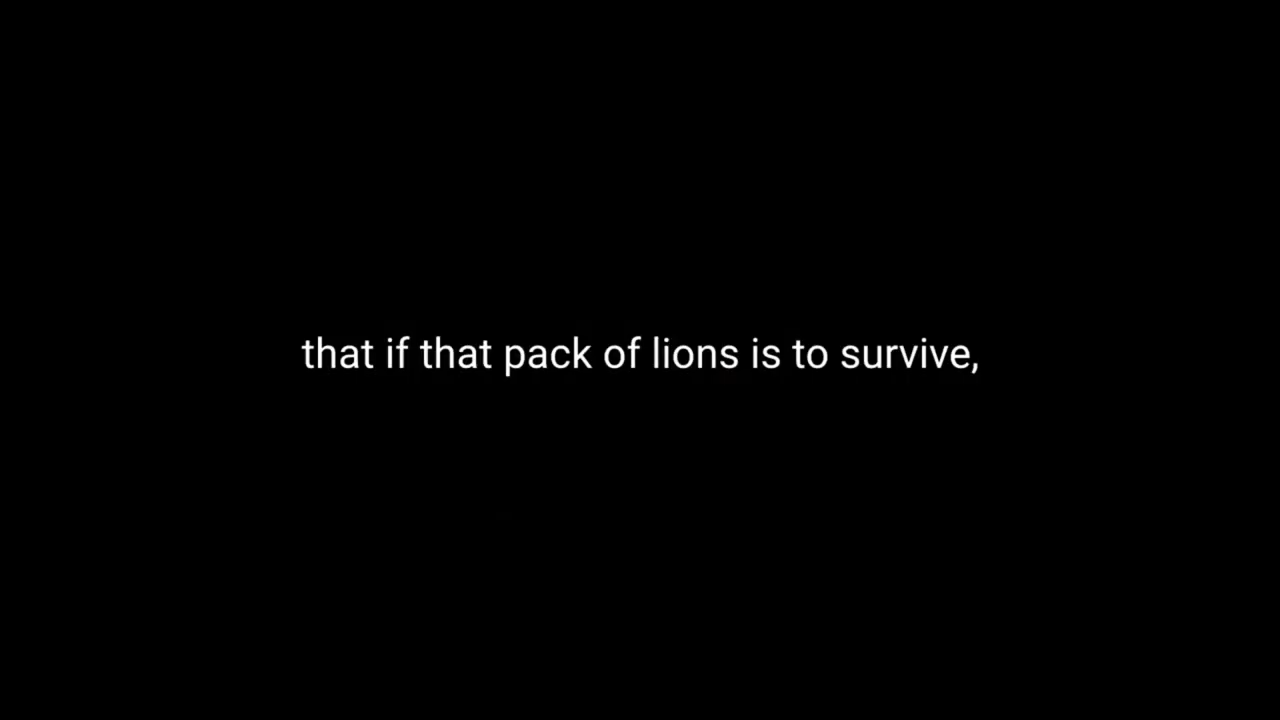 that if that pack of lions is to survive,